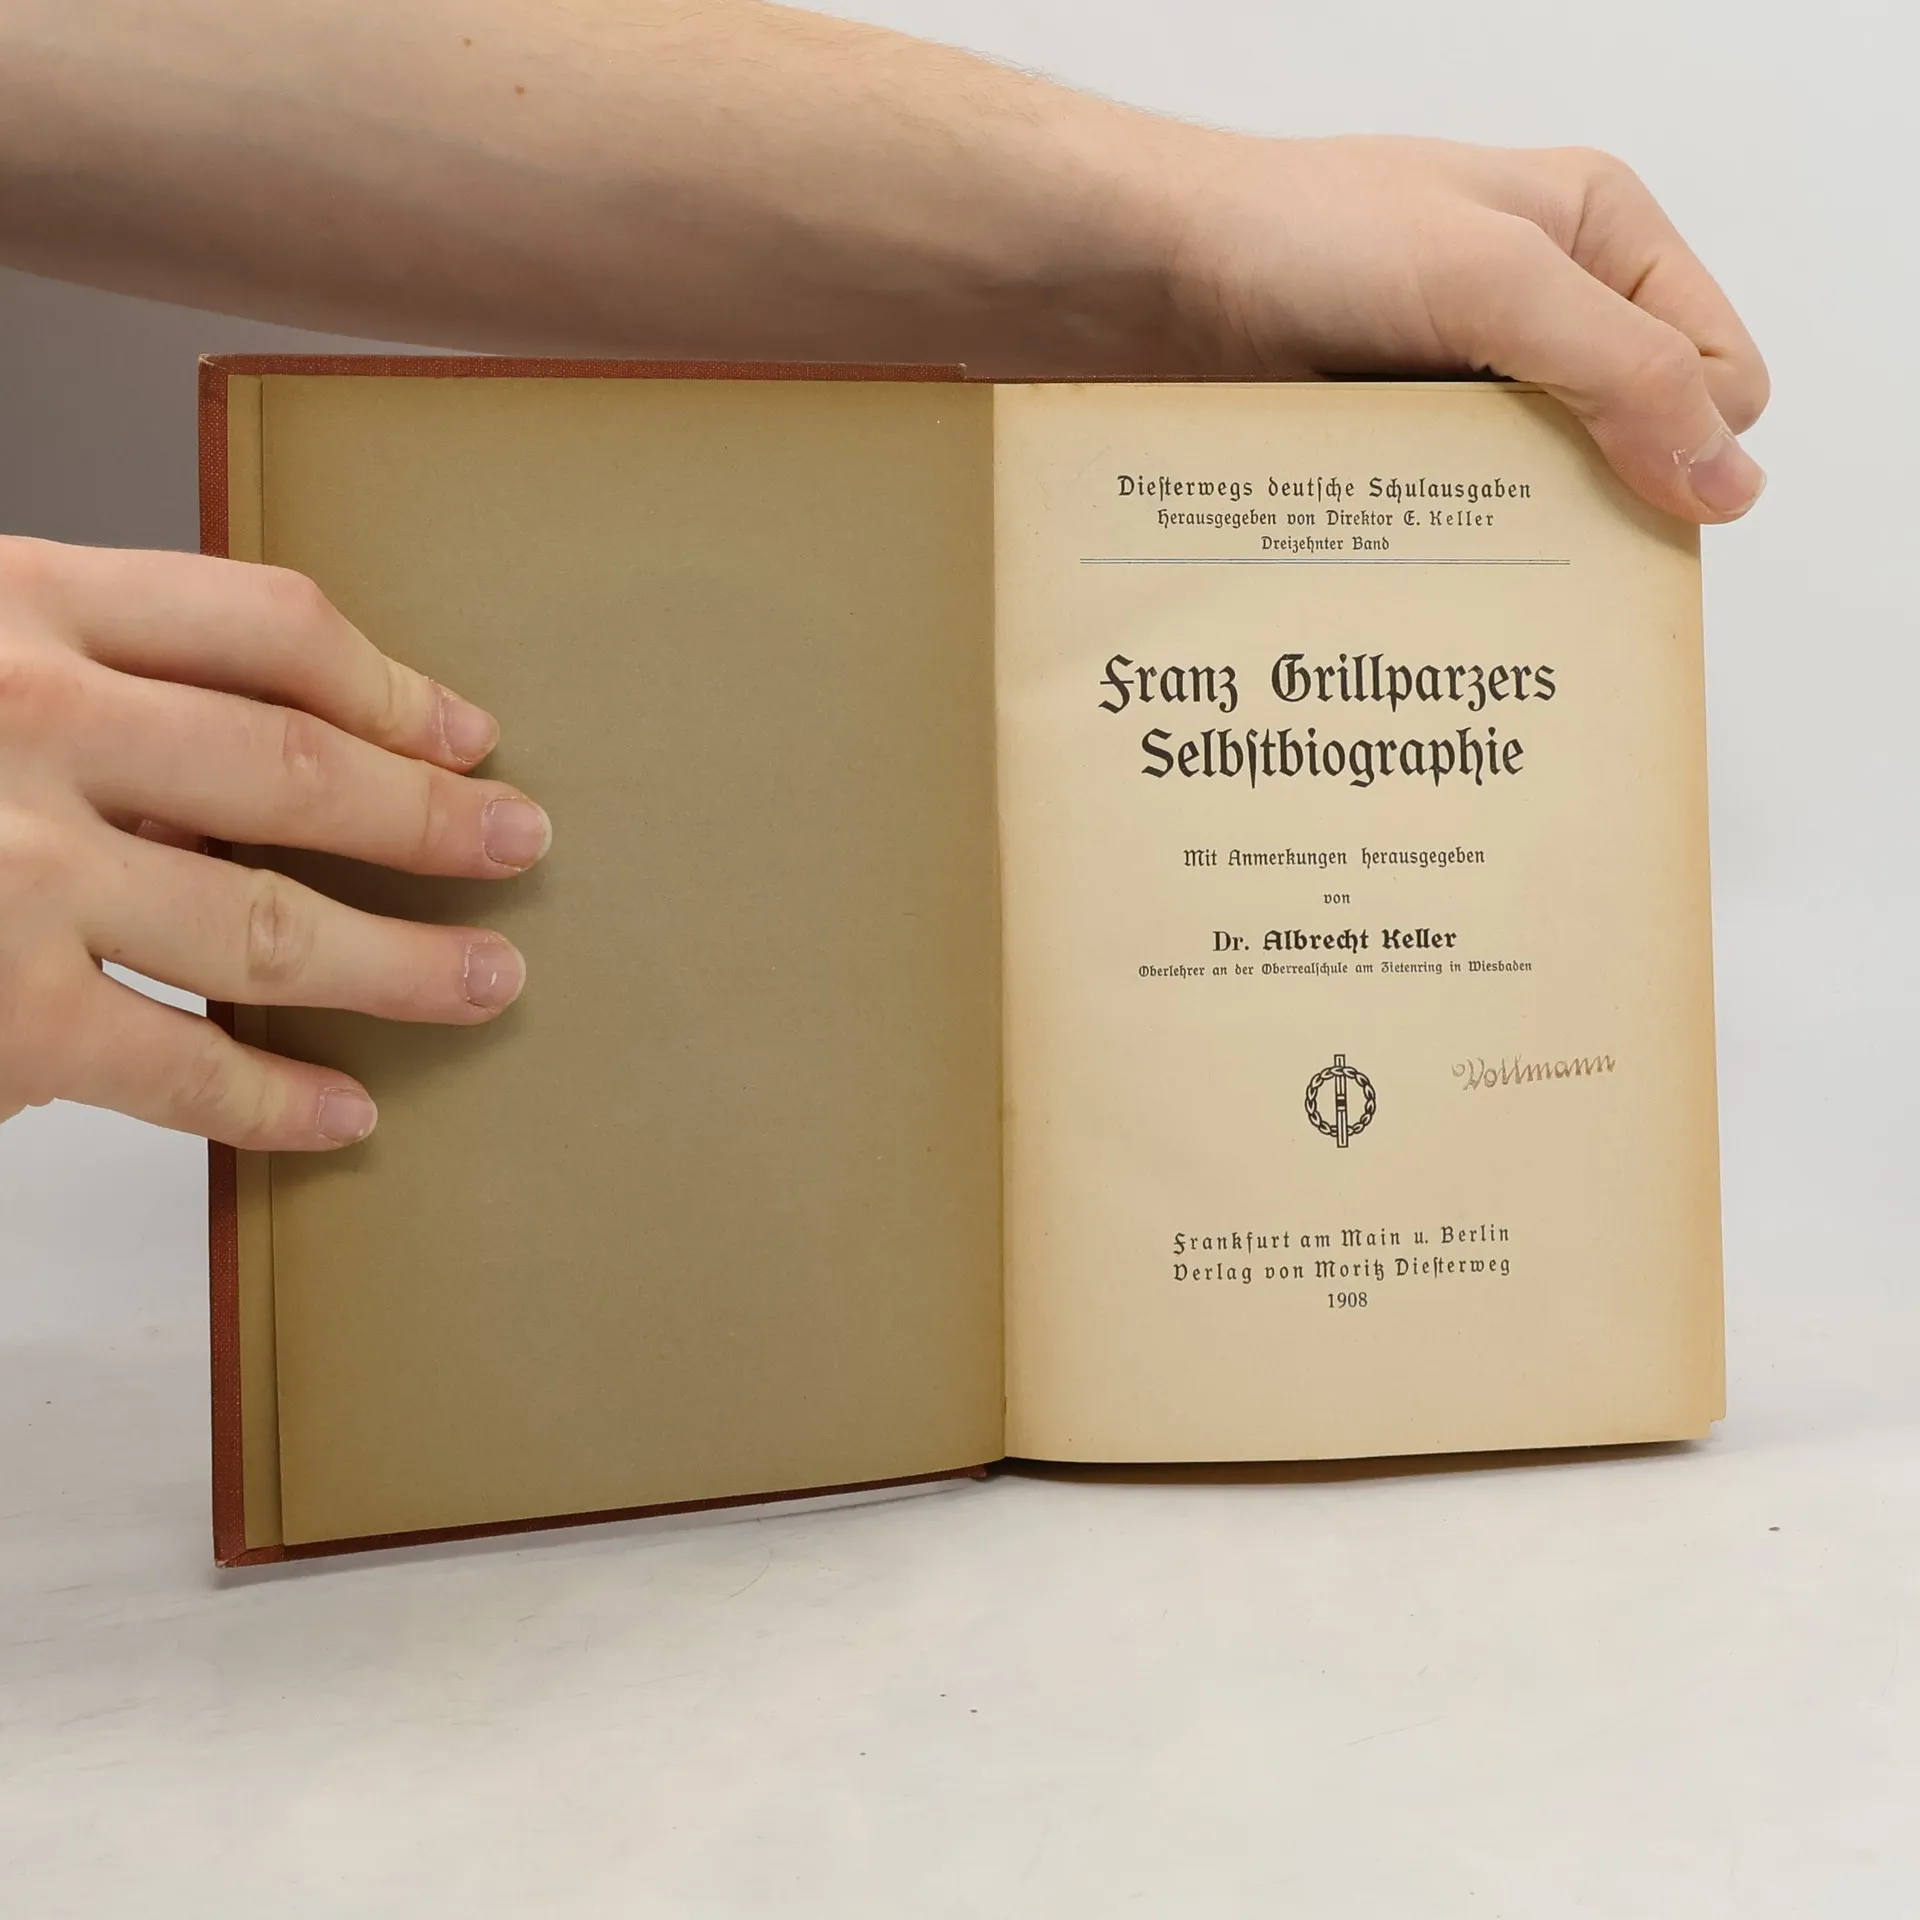 Dieſterwegs deutſche Schulausgaben
Herausgegeben von Direktor E. Keller
Dreizehnter Band
Franz Grillparzers
Selbſtbiographie
Mit Anmerkungen herausgegeben
von
Dr. Albrecht Keller
Oberlehrer an der Oberrealſchule am Zietenring in Wiesbaden
Vollmann
Frankfurt am Main u. Berlin
Verlag von Moritz Dieſterweg
1908